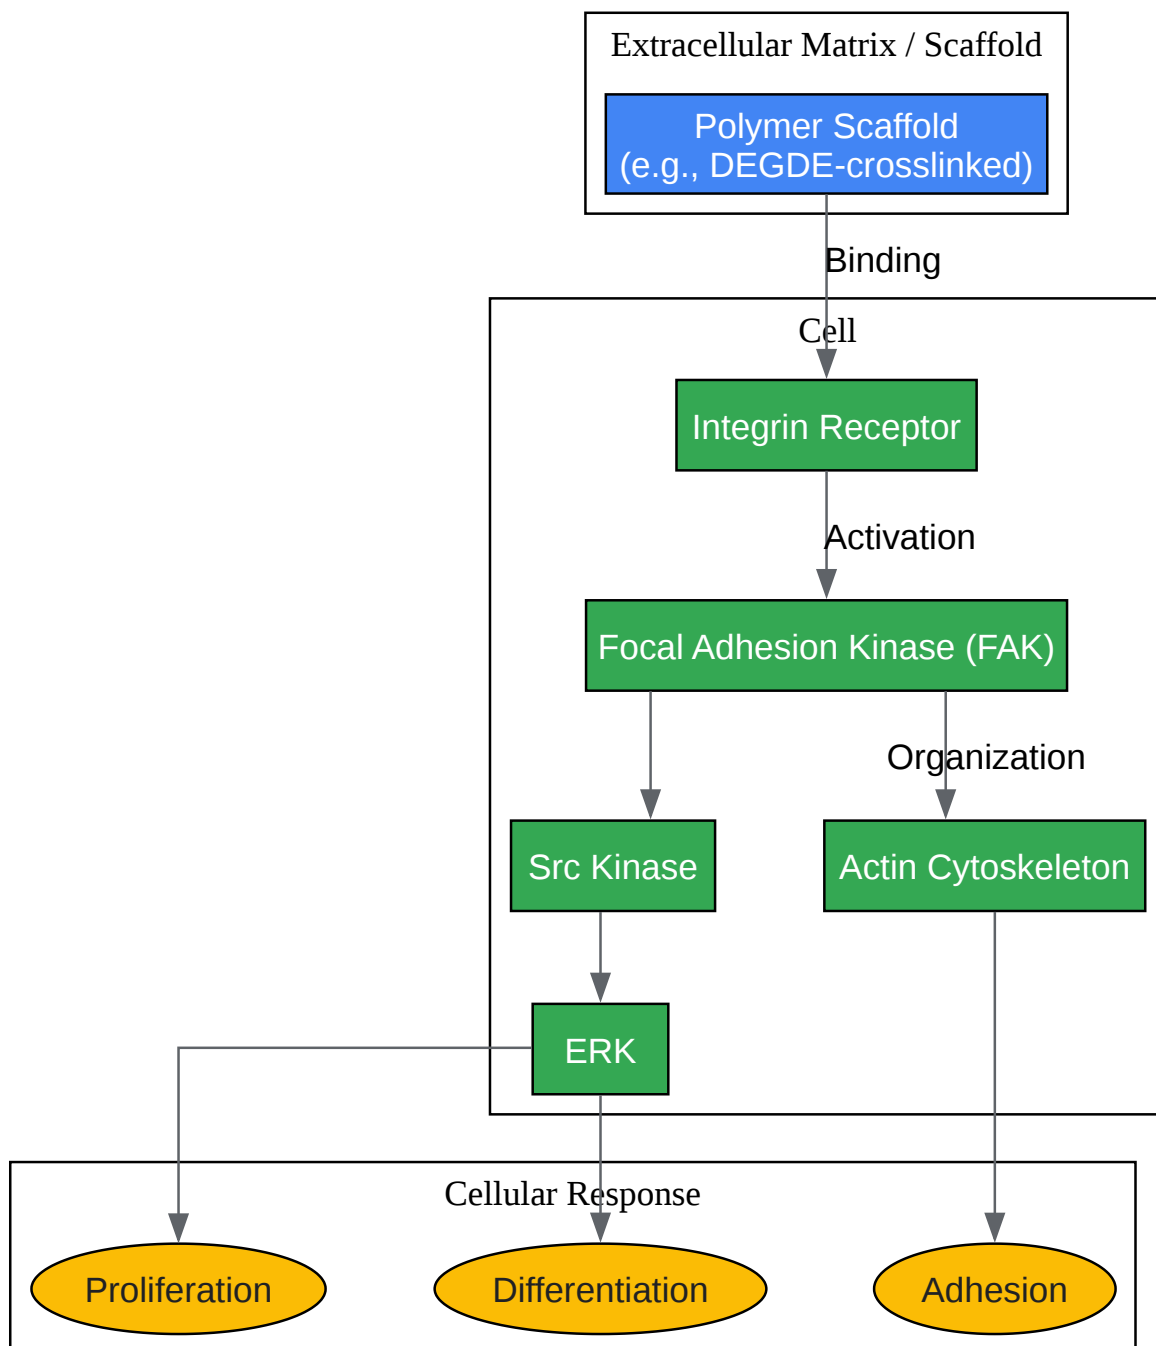 Extracellular Matrix / Scaffold
Polymer Scaffold
(e.g., DEGDE-crosslinked)
Binding
Cell
Integrin Receptor
Activation
Focal Adhesion Kinase (FAK)
Organization
Src Kinase
Actin Cytoskeleton
ERK
Cellular Response
Proliferation
Differentiation
Adhesion